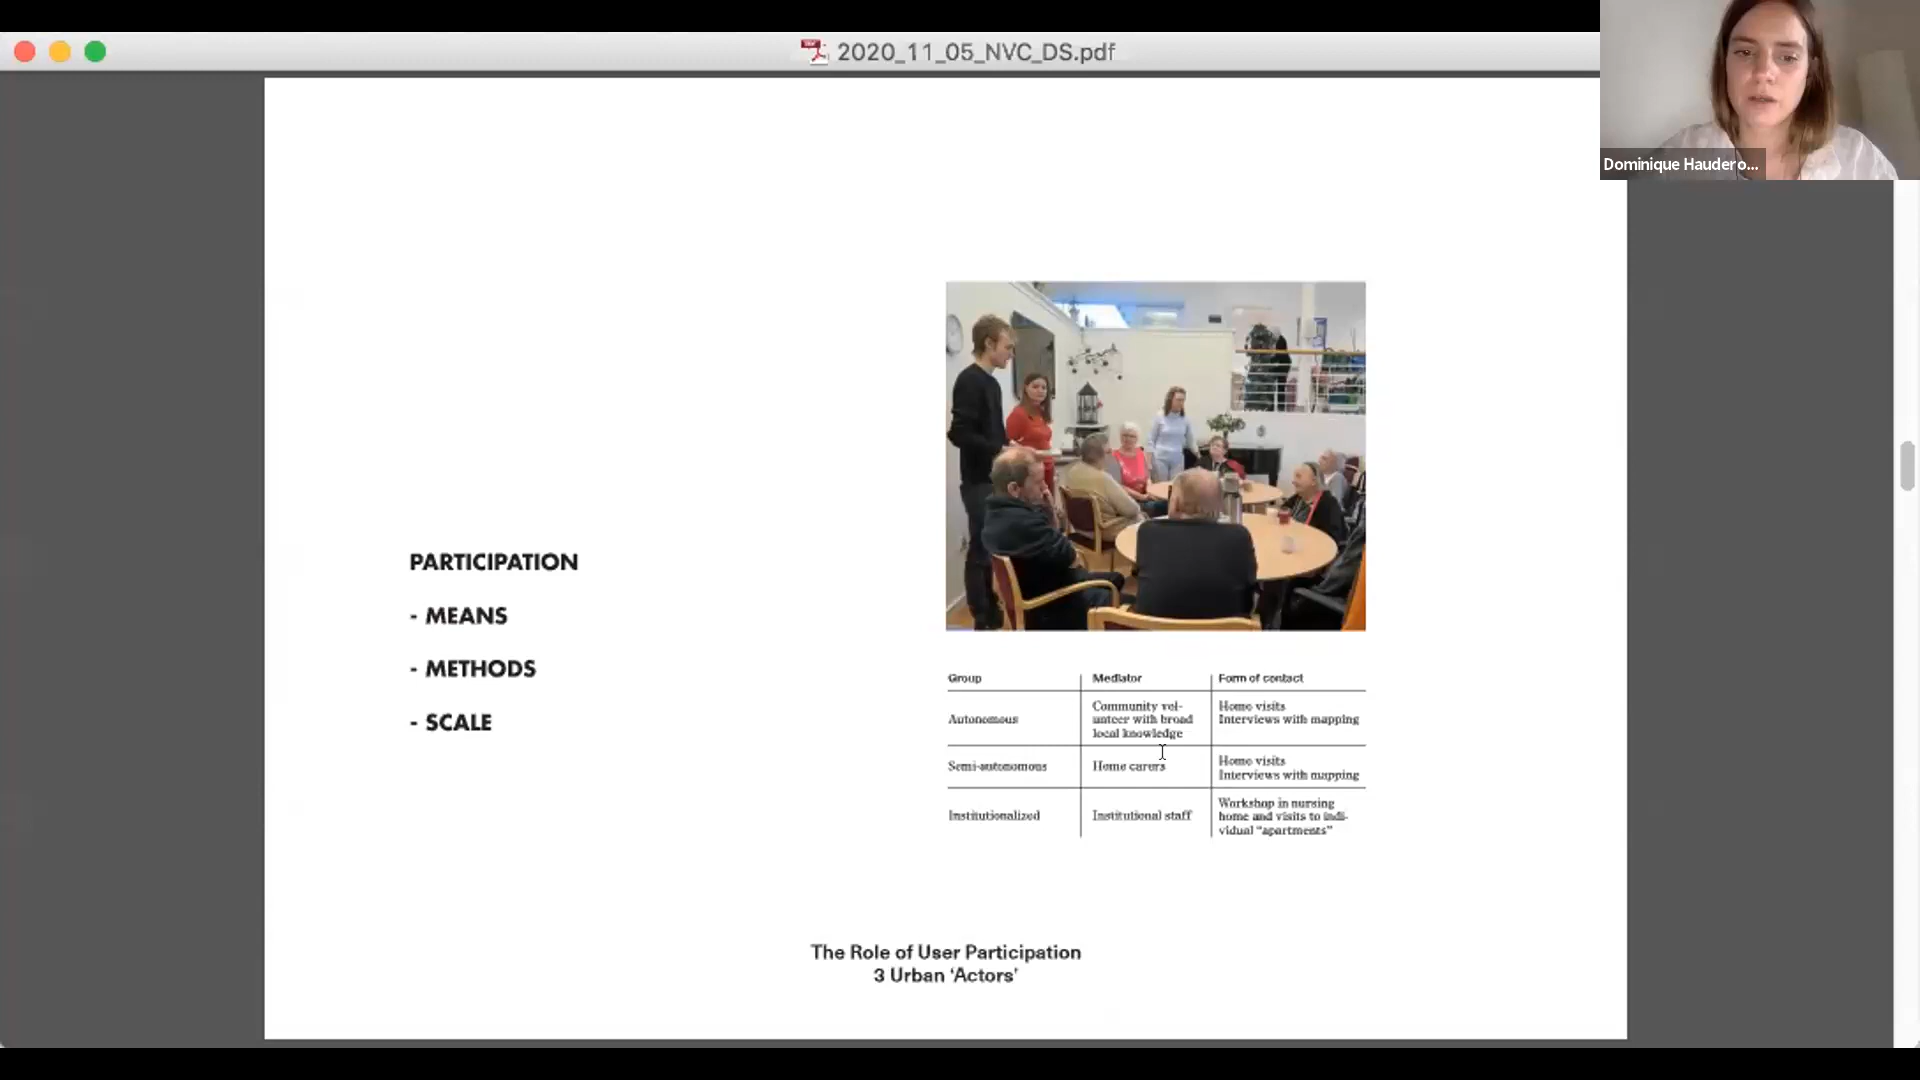 2020_11_05_NVC_DS.pdf
Dominique Haudero...
PARTICIPATION
- MEANS
- METHODS
- SCALE
Group Mediator Form of contact
Autonomous
Community vol-
unteer with broad
local knowledge
Home visits
Interviews with mapping
Semi-autonomous
Home carers
Home visits
Interviews with mapping
Institutionalized
Institutional staff
Workshop in nursing
home and visits to indi-
vidual “apartments”
The Role of User Participation
3 Urban ‘Actors’